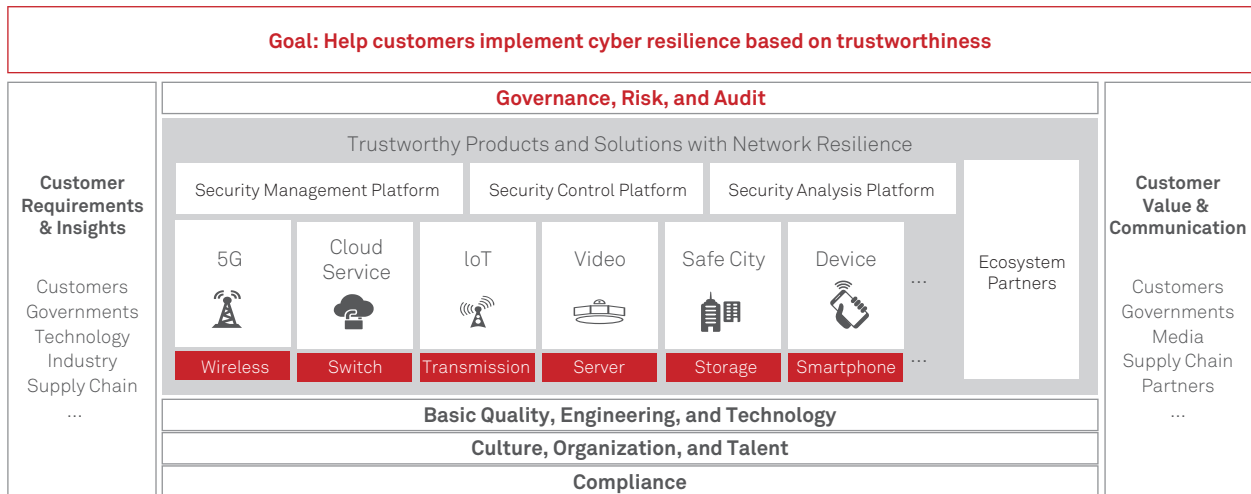 Goal: Help customers implement cyber resilience based on trustworthiness
Customer
Requirements
& Insights
Customers
Governments
Technology
Industry
Supply Chain
...
Governance, Risk, and Audit
Trustworthy Products and Solutions with Network Resilience
Security Management Platform
Security Control Platform
Security Analysis Platform
5G
Cloud
Service
IoT
Video
Safe City
Device
...
Wireless
Switch
Transmission
Server
Storage
Smartphone
...
Ecosystem
Partners
Basic Quality, Engineering, and Technology
Culture, Organization, and Talent
Compliance
Customer
Value &
Communication
Customers
Governments
Media
Supply Chain
Partners
...